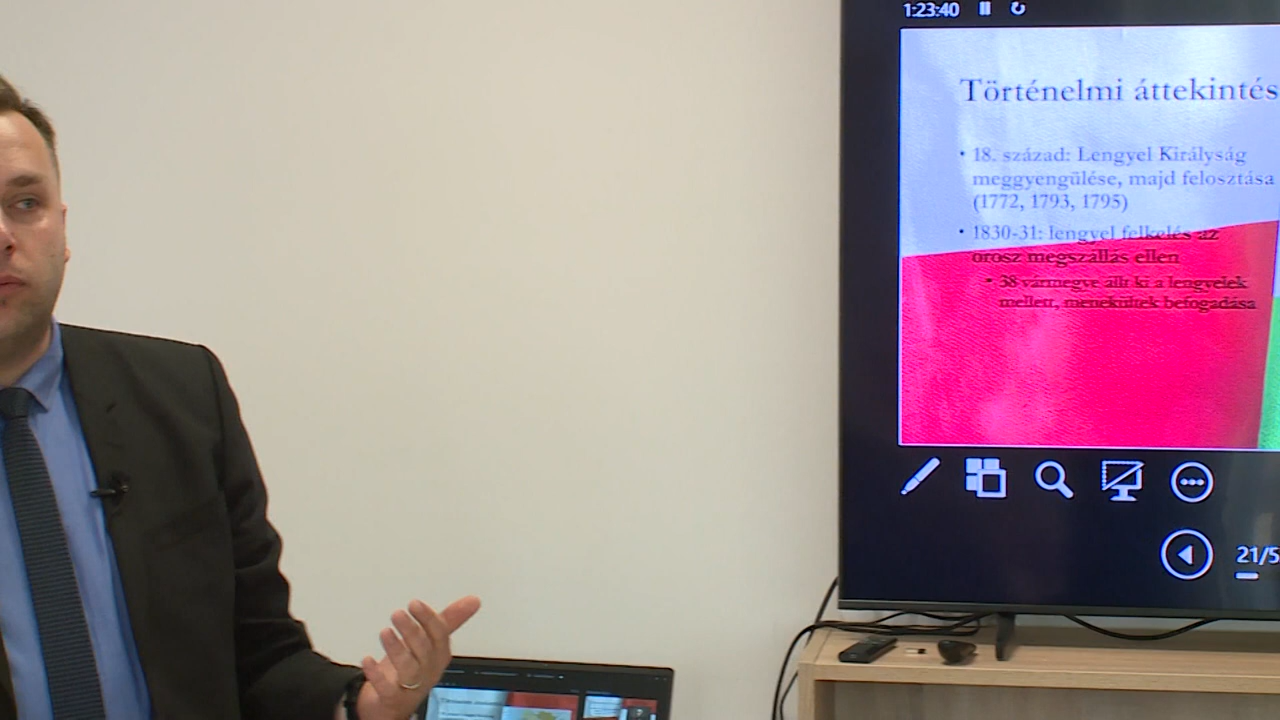 1:23:40
Történelmi áttekintés
• 18. század: Lengyel Királyság
meggyengülése, majd felosztása
(1772, 1793, 1795)
• 1830-31: lengyel felkelés az
orosz megszállás ellen
• 38 vármegye állt ki a lengyelek
mellett, menekültek befogadása
21/5